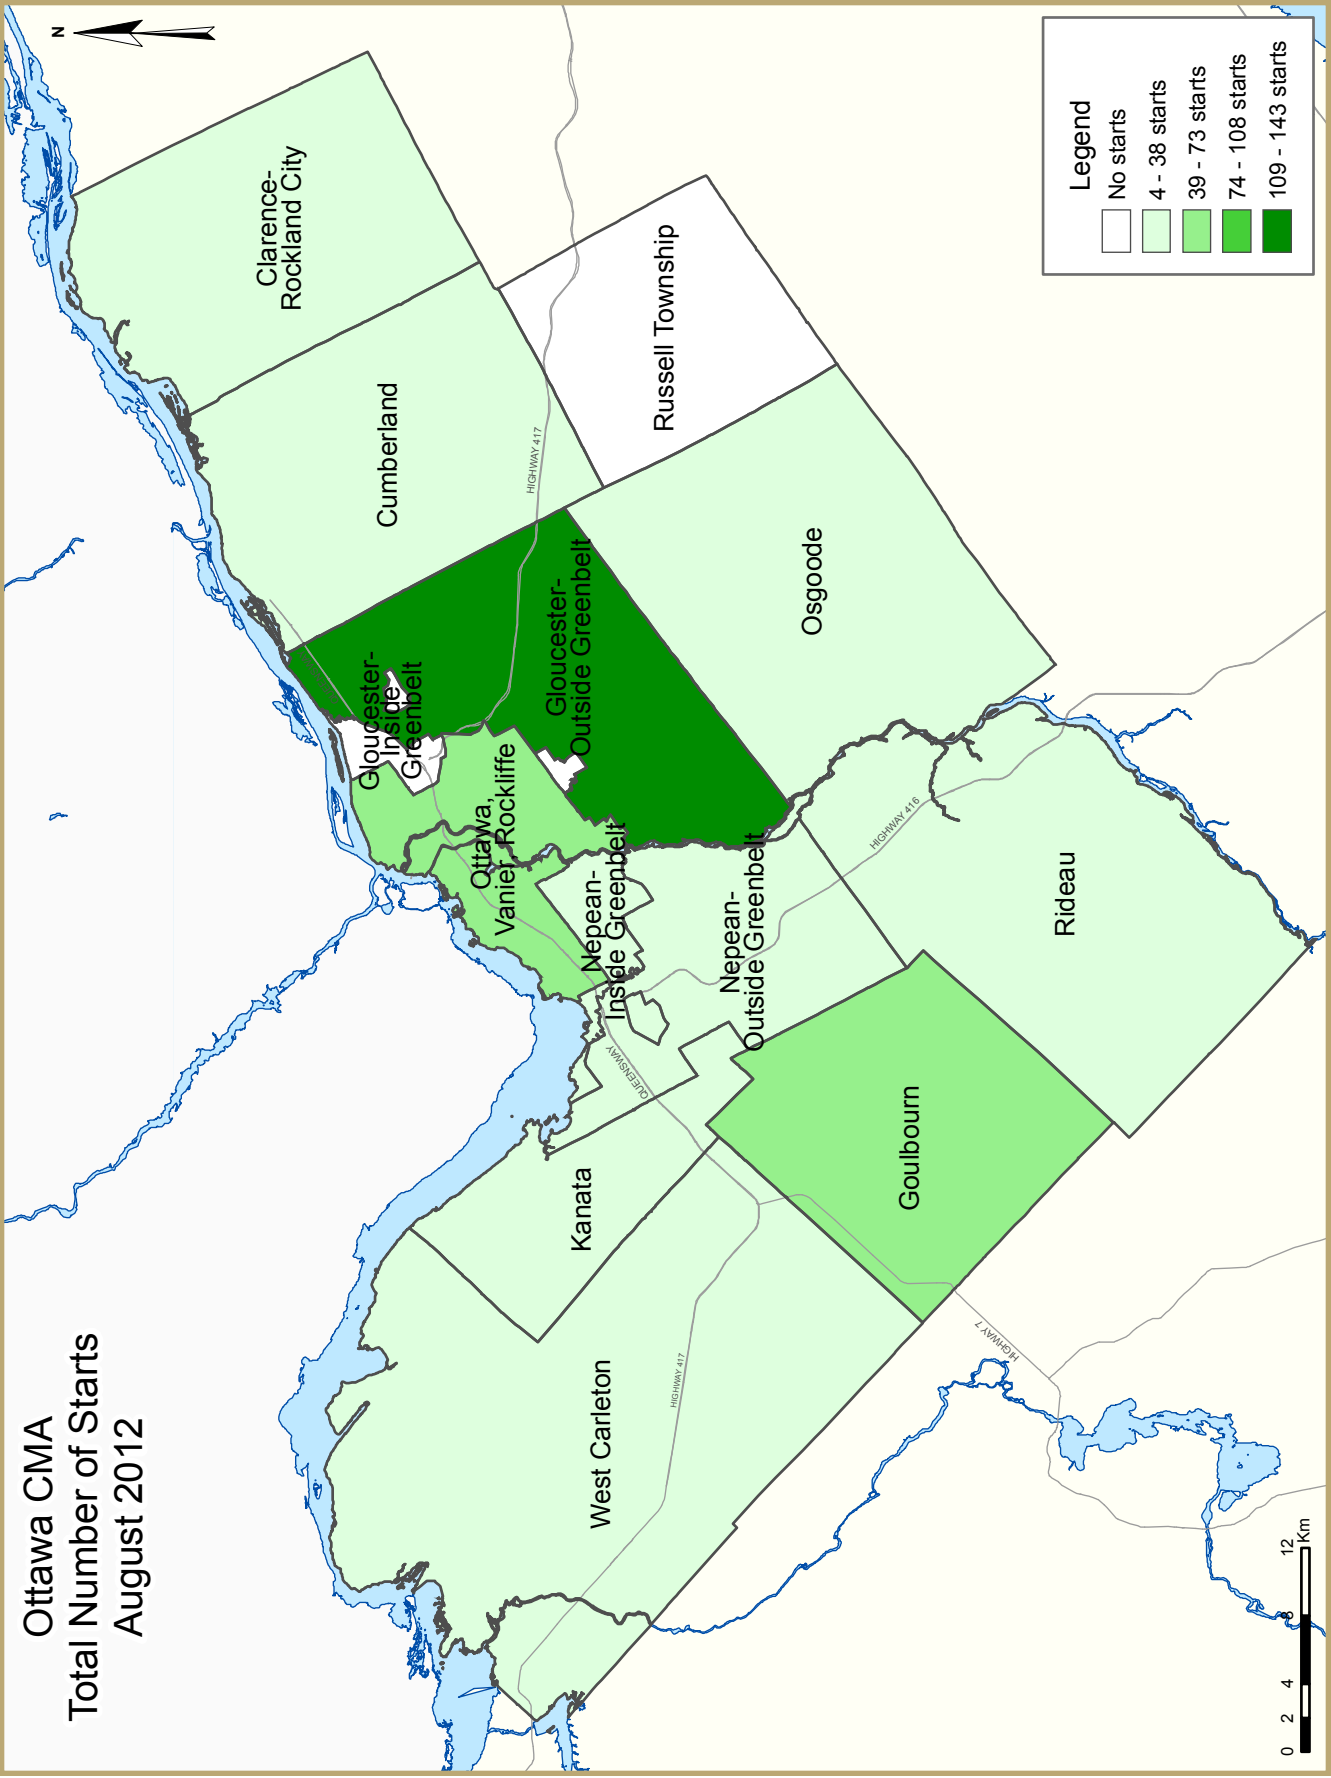 Ottawa CMA
Total Number of Starts
August 2012
N
Clarence-
Rockland City
Cumberland
HIGHWAY 417
Russell Township
Gloucester-
Inside
Greenbelt
Gloucester-
Outside Greenbelt
Osgoode
Ottawa,
Vanier, Rockliffe
Nepean-
Inside Greenbelt
Nepean-
Outside Greenbelt
HIGHWAY 416
Rideau
QUEENSWAY
Kanata
Goulbourn
West Carleton
HIGHWAY 417
HIGHWAY 7
Legend
No starts
4 - 38 starts
39 - 73 starts
74 - 108 starts
109 - 143 starts
0 2 4 8 12
Km